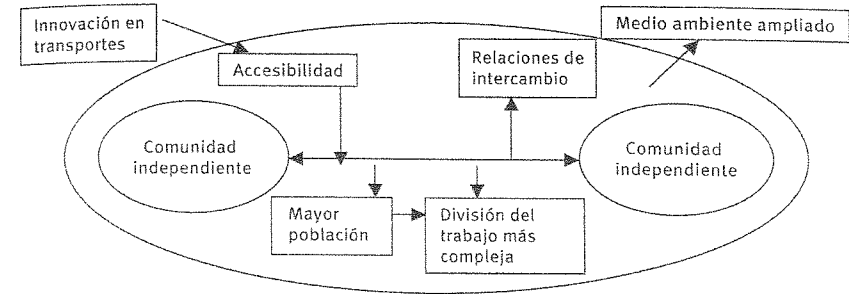 Innovación en
transportes
Medio ambiente ampliado
Accesibilidad
Relaciones de
intercambio
Comunidad
independiente
Comunidad
independiente
Mayor
población
División del
trabajo más
compleja